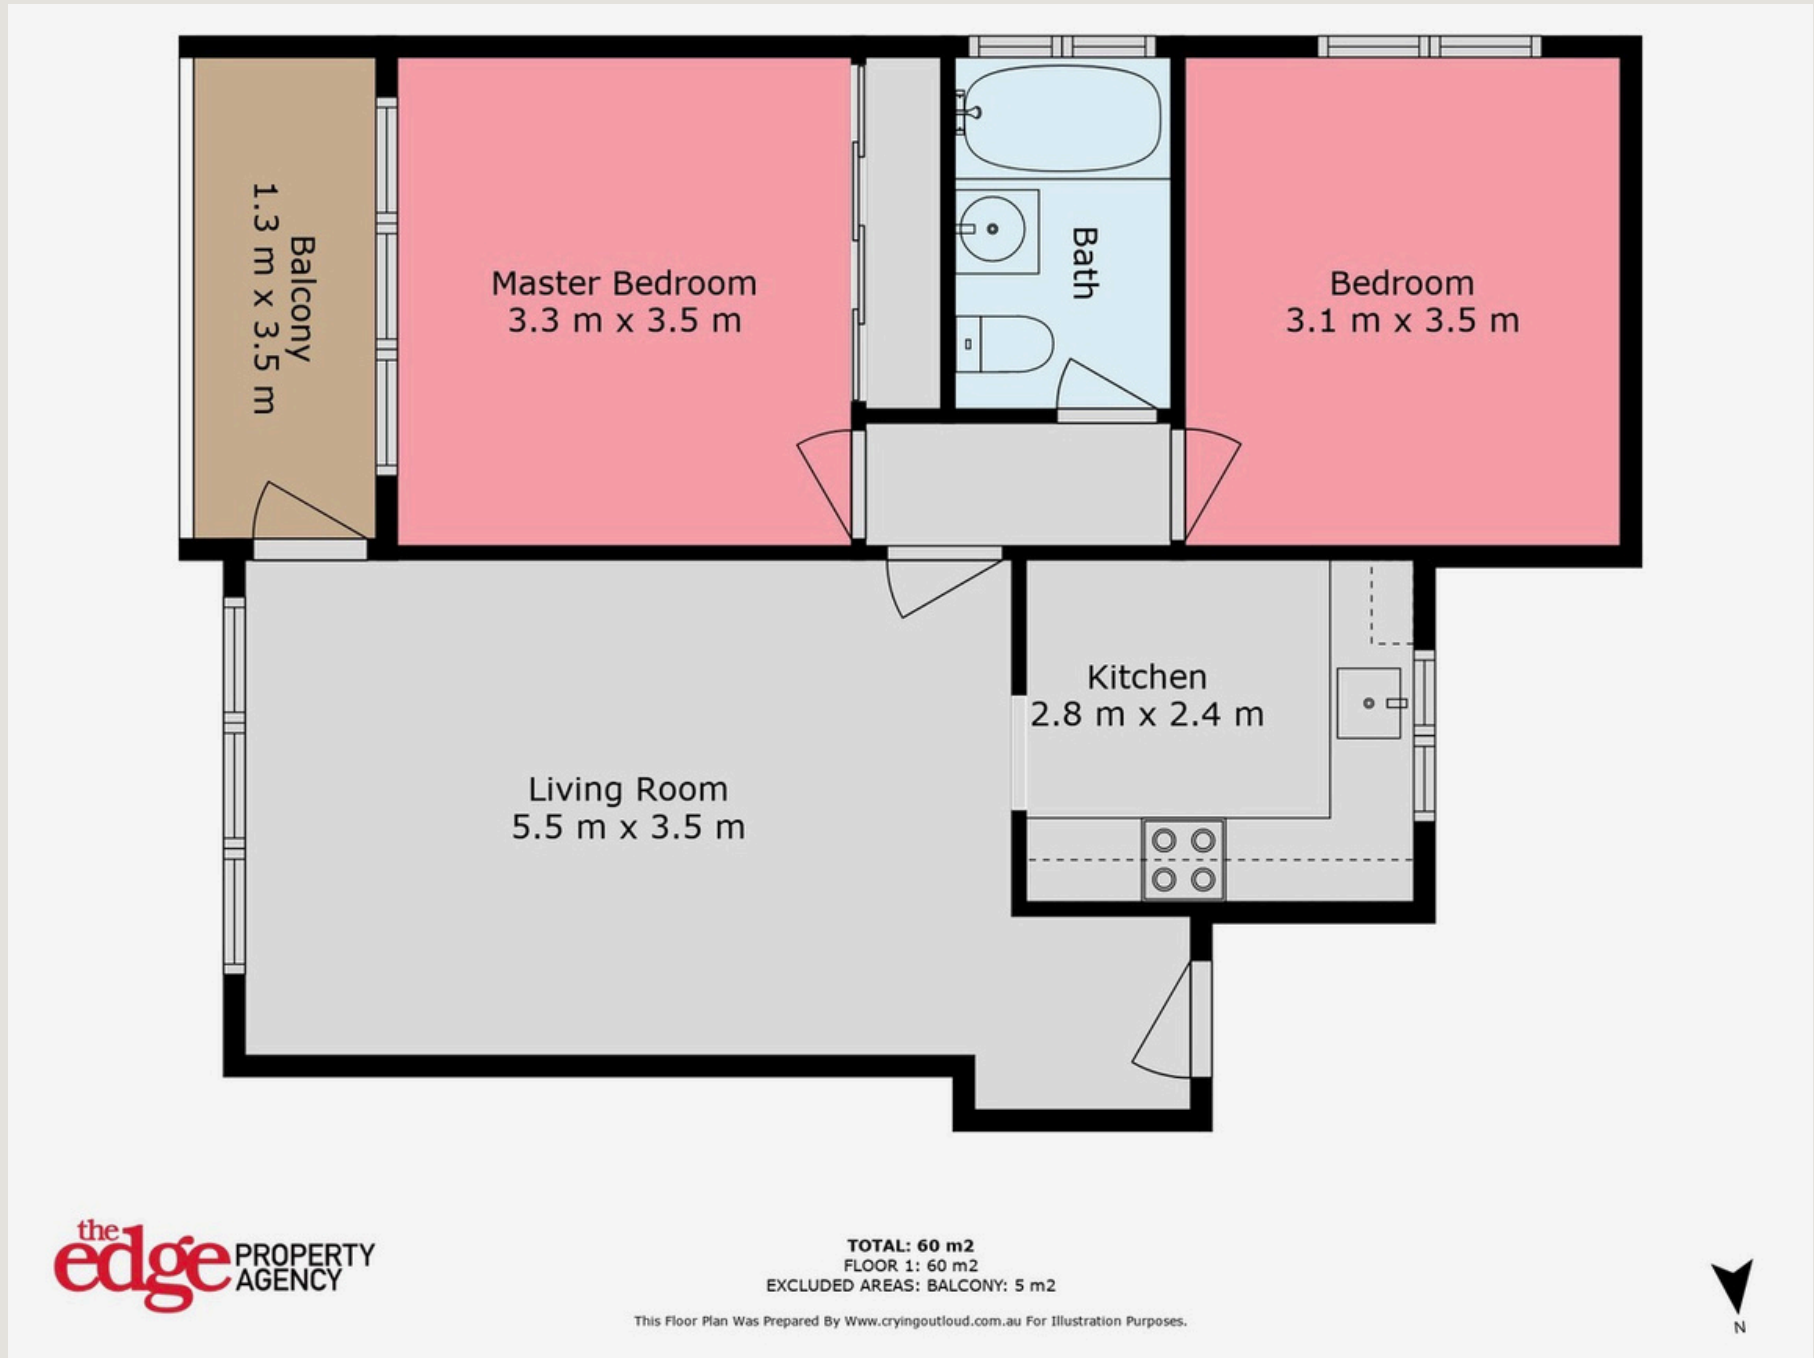 Balcony
1.3 m x 3.5 m
Master Bedroom
3.3 m x 3.5 m
Bath
Bedroom
3.1 m x 3.5 m
Kitchen
2.8 m x 2.4 m
Living Room
5.5 m x 3.5 m
the
edge PROPERTY
AGENCY
TOTAL: 60 m2
FLOOR 1: 60 m2
EXCLUDED AREAS: BALCONY: 5 m2
This Floor Plan Was Prepared By Www.cryingoutloud.com.au For Illustration Purposes.
N